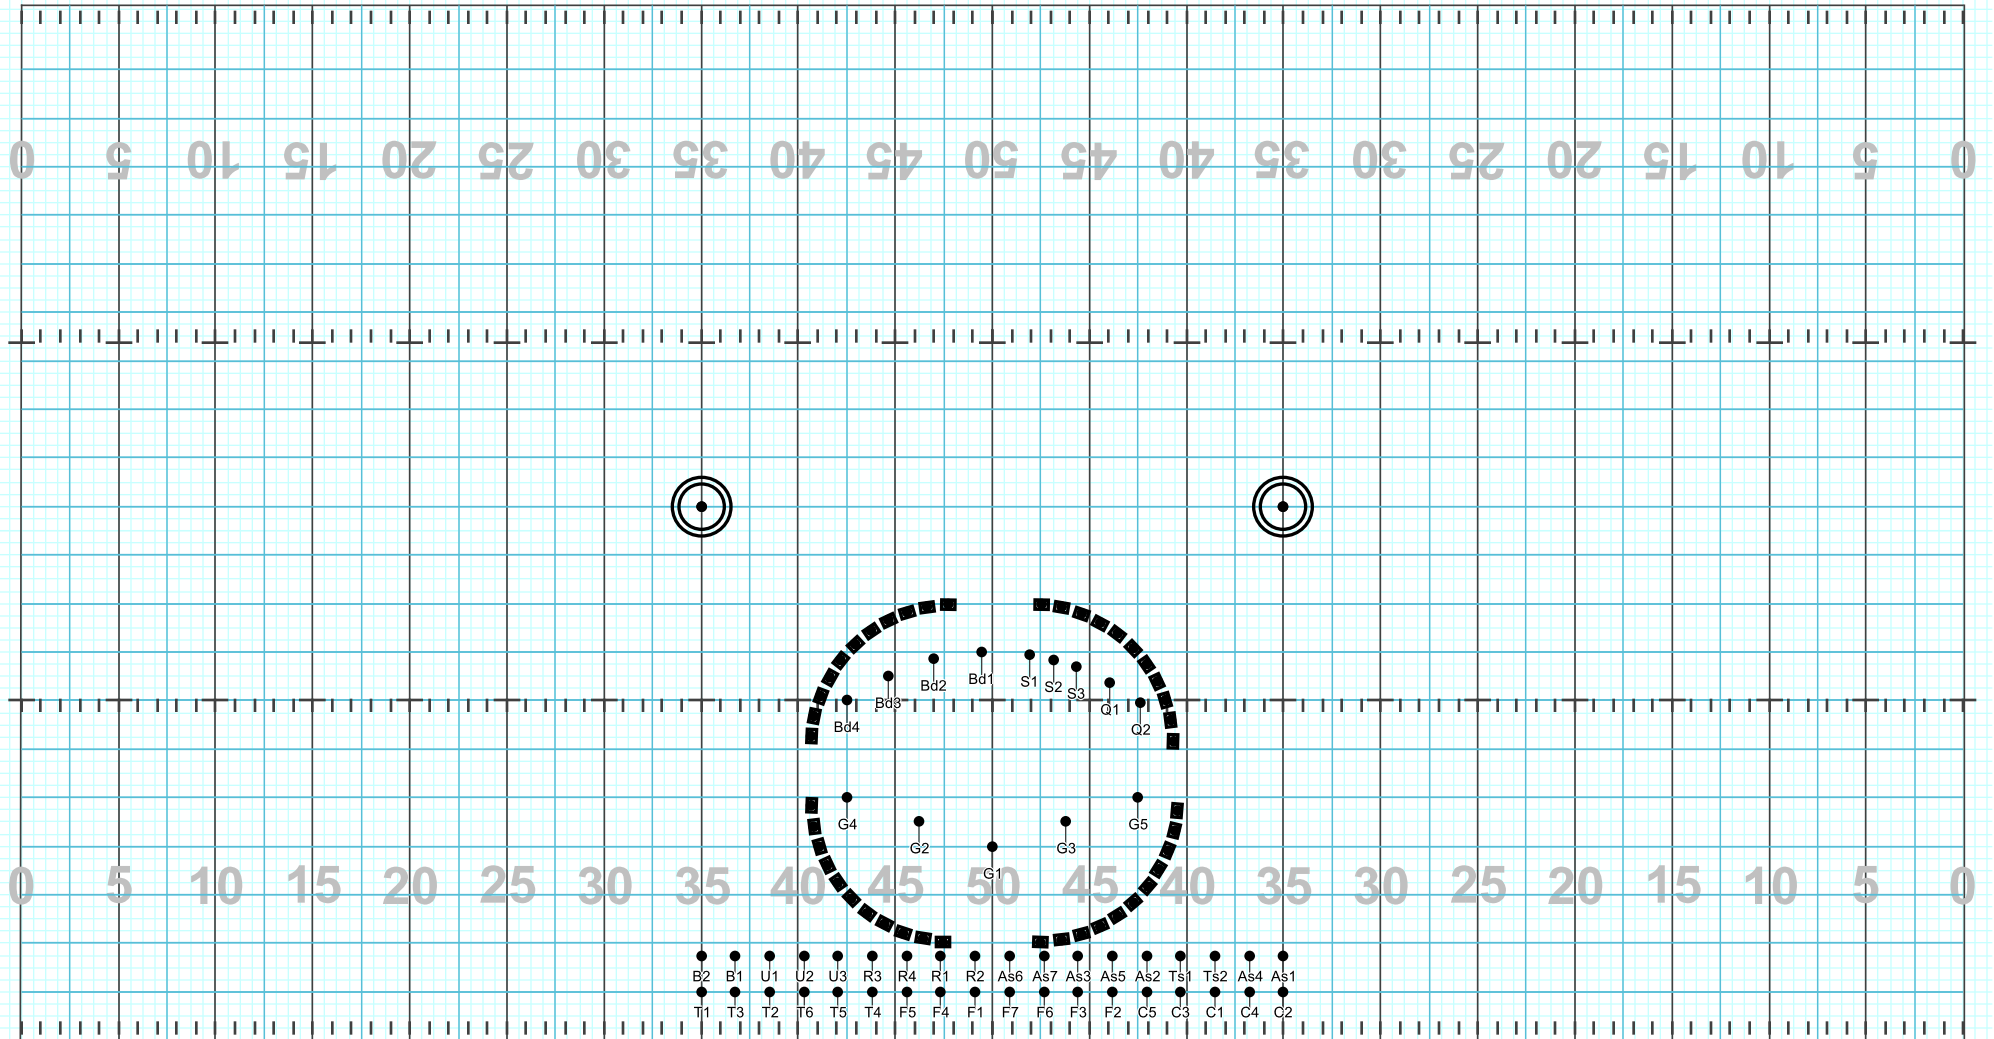 0 5 10 15 20 25 30 35 40 45 50 45 40 35 30 25 20 15 10 5 0
Bd4 Bd3 Bd2 Bd1 S1 S2 S3 Q1 Q2
G4 G2 G1 G3 G5
0 5 10 15 20 25 30 35 40 45 50 45 40 35 30 25 20 15 10 5 0
B2 B1 U1 U2 U3 R3 R4 R1 R2 As6 As7 As3 As5 As2 Ts1 Ts2 As4 As1
T1 T3 T2 T6 T5 T4 F5 F4 F1 F7 F6 F3 F2 C5 C3 C1 C4 C2